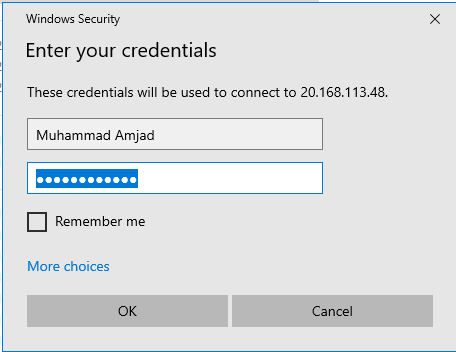 Windows Security
Enter your credentials
These credentials will be used to connect to 20.168.113.48.
Muhammad Amjad
●●●●●●●●●●●●
Remember me
More choices
OK
Cancel